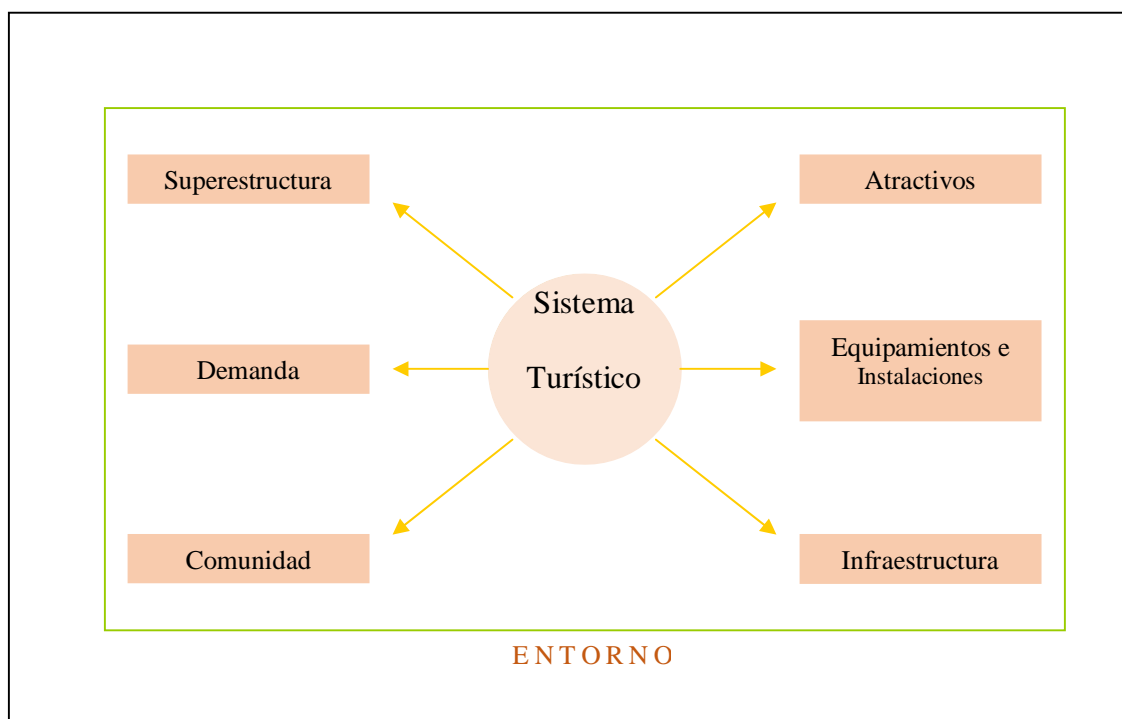 Superestructura
Atractivos
Sistema
Turístico
Demanda
Equipamientos e
Instalaciones
Comunidad
Infraestructura
ENTORNO